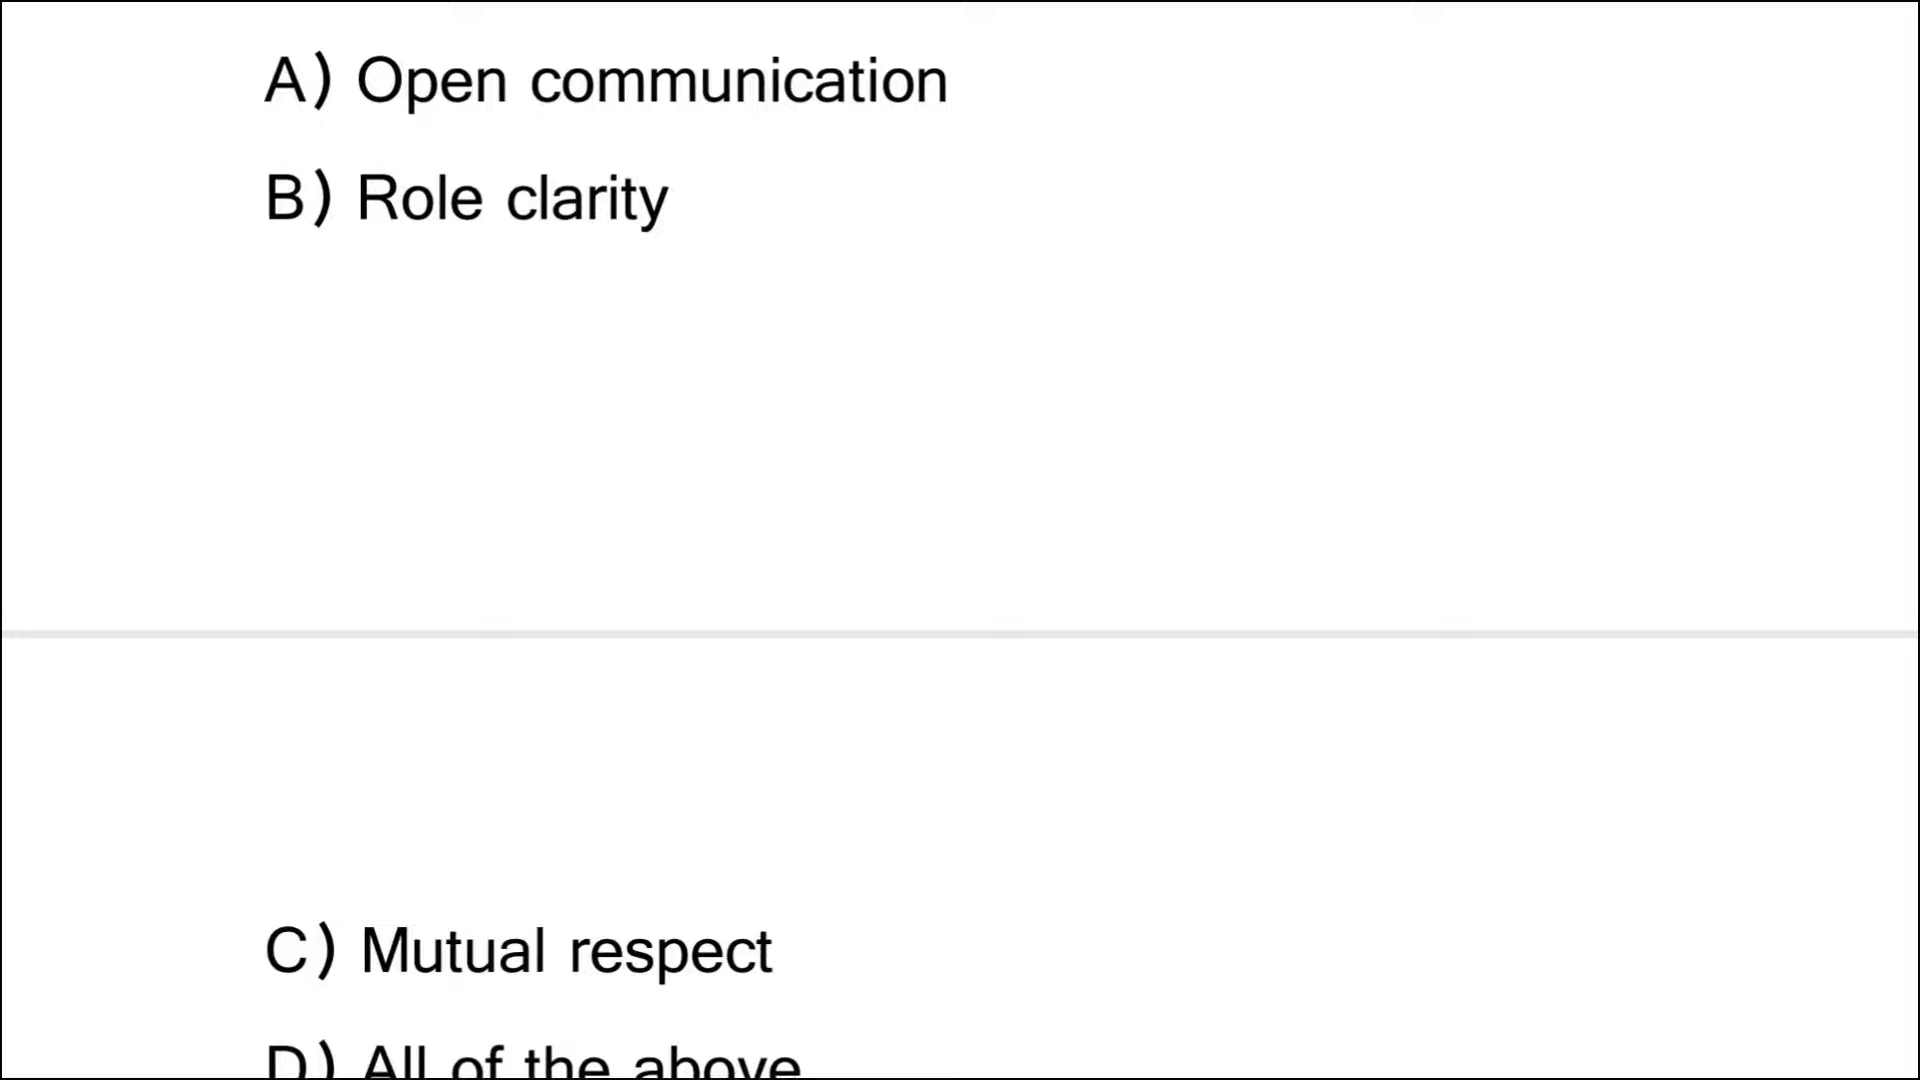 A) Open communication
B) Role clarity
C) Mutual respect
D) All of the above